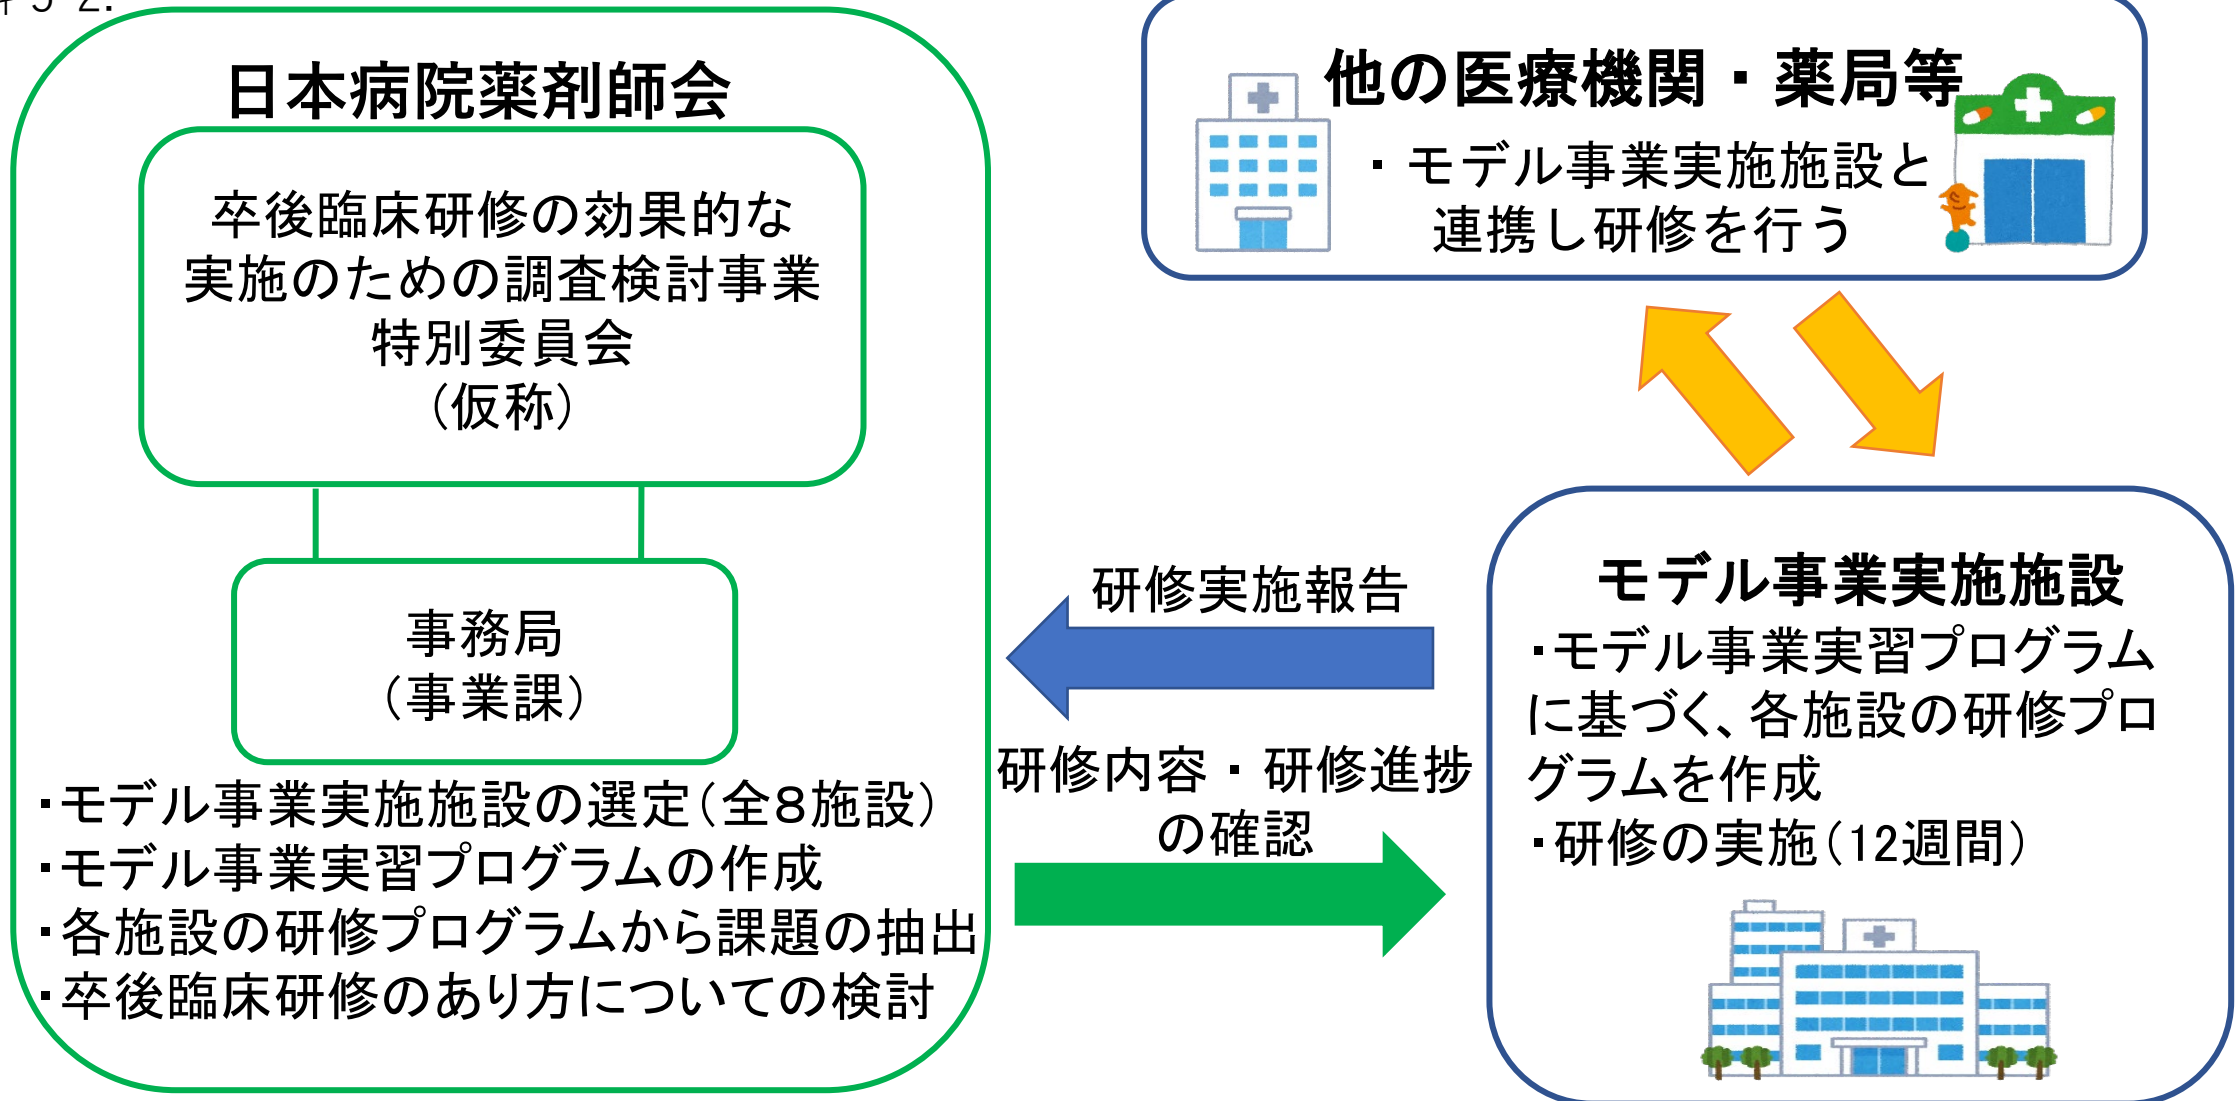 5-2.
日本病院薬剤師会
卒後臨床研修の効果的な
実施のための調査検討事業
特別委員会
（仮称）
事務局
（事業課）
・モデル事業実施施設の選定（全８施設）
・モデル事業実習プログラムの作成
・各施設の研修プログラムから課題の抽出
・卒後臨床研修のあり方についての検討
他の医療機関・薬局等
・モデル事業実施施設と
連携し研修を行う
研修実施報告
研修内容・研修進捗
の確認
モデル事業実施施設
・モデル事業実習プログラム
に基づく、各施設の研修プロ
グラムを作成
・研修の実施（12週間）